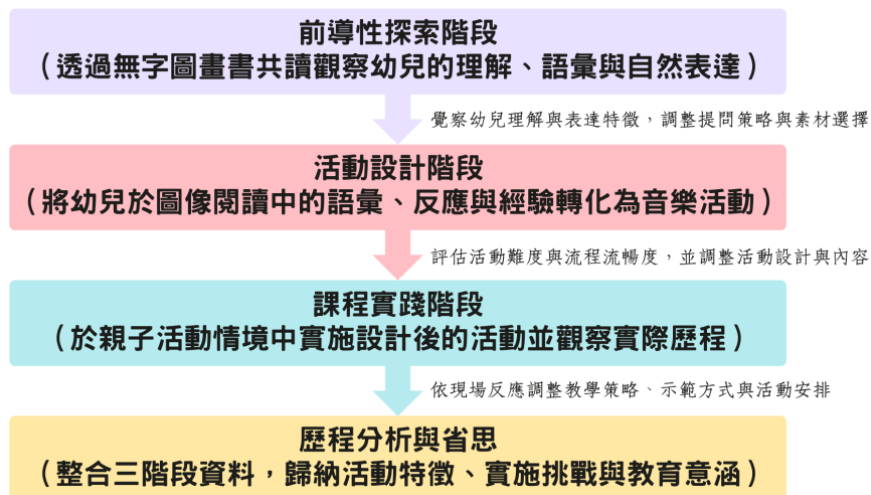 前導性探索階段
（透過無字圖畫書共讀觀察幼兒的理解、語彙與自然表達）
覺察幼兒理解與表達特徵，調整提問策略與素材選擇
活動設計階段
（將幼兒於圖像閱讀中的語彙、反應與經驗轉化為音樂活動）
評估活動難度與流程流暢度，並調整活動設計與內容
課程實踐階段
（於親子活動情境中實施設計後的活動並觀察實際歷程）
依現場反應調整教學策略、示範方式與活動安排
歷程分析與省思
（整合三階段資料，歸納活動特徵、實施挑戰與教育意涵）